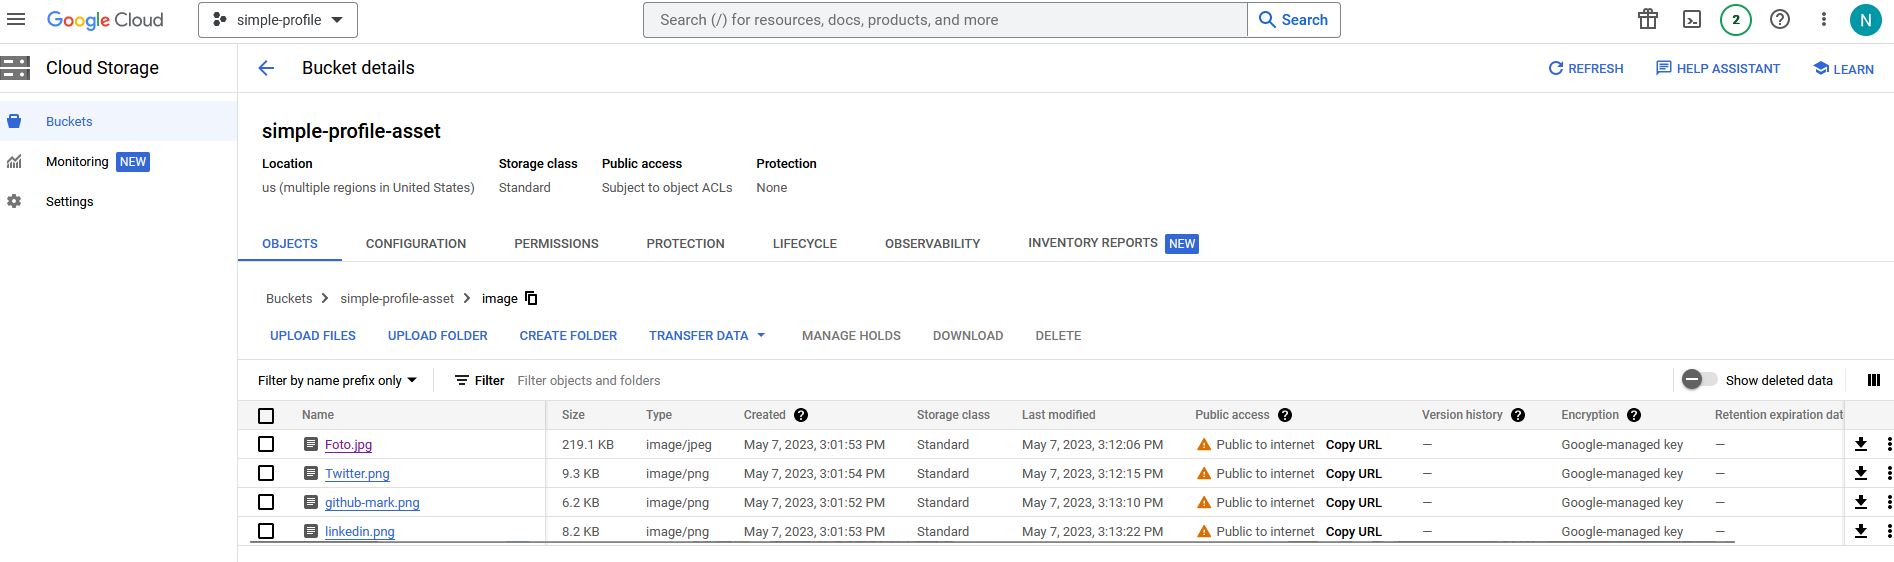 Google Cloud
simple-profile
Search (/) for resources, docs, products, and more
Search
2
N
Cloud Storage
Bucket details
REFRESH
HELP ASSISTANT
LEARN
Buckets
Monitoring NEW
Settings
simple-profile-asset
Location Storage class Public access Protection
us (multiple regions in United States) Standard Subject to object ACLs None
OBJECTS CONFIGURATION PERMISSIONS PROTECTION LIFECYCLE OBSERVABILITY INVENTORY REPORTS NEW
Buckets > simple-profile-asset > image
UPLOAD FILES UPLOAD FOLDER CREATE FOLDER TRANSFER DATA MANAGE HOLDS DOWNLOAD DELETE
Filter by name prefix only Filter Filter objects and folders Show deleted data
Name Size Type Created Storage class Last modified Public access Version history Encryption Retention expiration dat
Foto.jpg 219.1 KB image/jpeg May 7, 2023, 3:01:53 PM Standard May 7, 2023, 3:12:06 PM Public to internet Copy URL — Google-managed key —
Twitter.png 9.3 KB image/png May 7, 2023, 3:01:54 PM Standard May 7, 2023, 3:12:15 PM Public to internet Copy URL — Google-managed key —
github-mark.png 6.2 KB image/png May 7, 2023, 3:01:52 PM Standard May 7, 2023, 3:13:10 PM Public to internet Copy URL — Google-managed key —
linkedin.png 8.2 KB image/png May 7, 2023, 3:01:53 PM Standard May 7, 2023, 3:13:22 PM Public to internet Copy URL — Google-managed key —